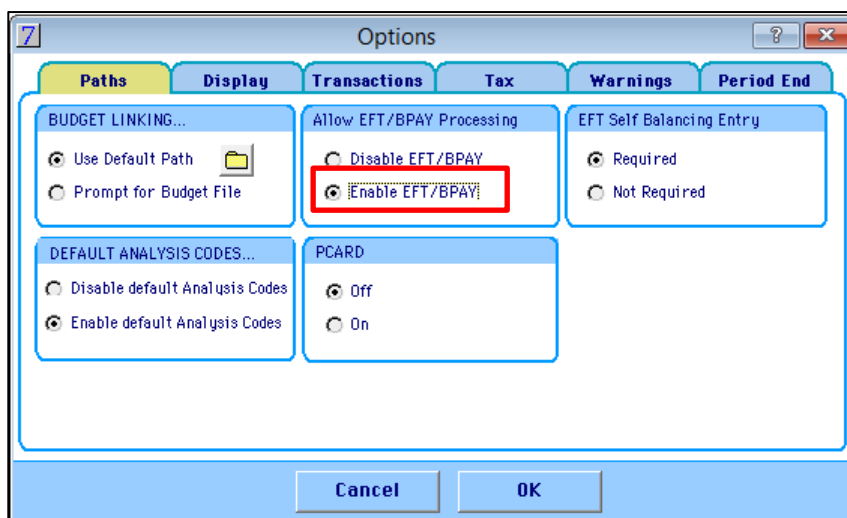 7 Options ?
Paths Display Transactions Tax Warnings Period End
BUDGET LINKING...
Use Default Path
Prompt for Budget File
Allow EFT/BPAY Processing
Disable EFT/BPAY
Enable EFT/BPAY
EFT Self Balancing Entry
Required
Not Required
DEFAULT ANALYSIS CODES...
Disable default Analysis Codes
Enable default Analysis Codes
PCARD
Off
On
Cancel OK